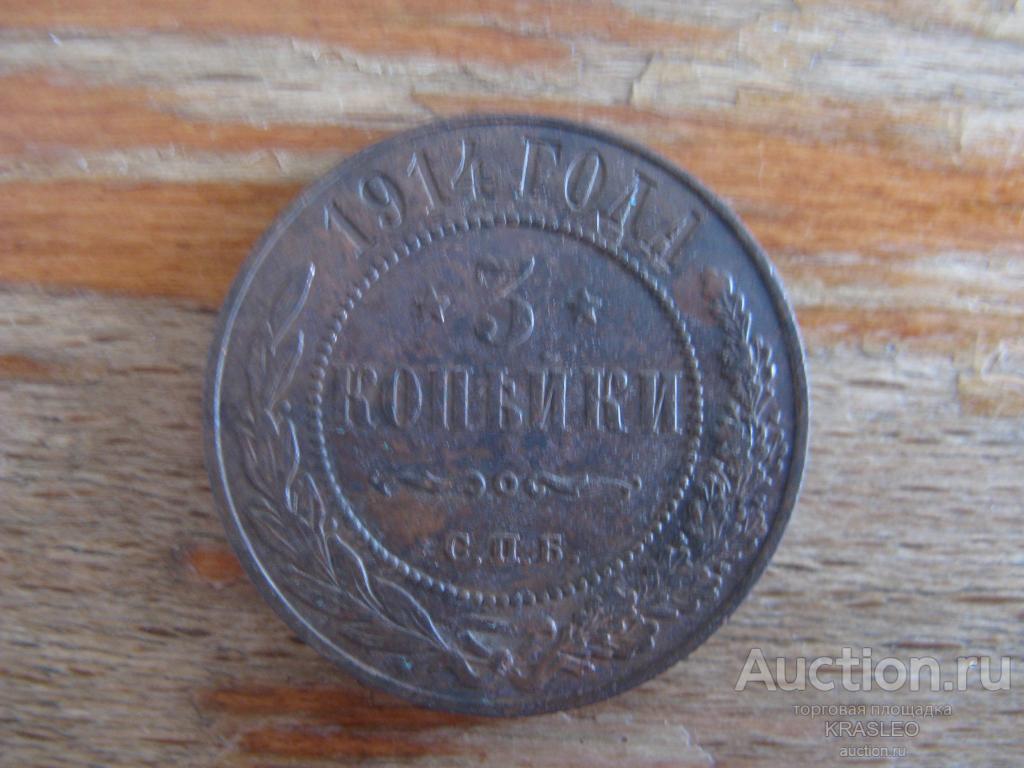 1914 ГОДА
3
КОПѢЙКИ
С.П.Б.
Auction.ru
торговая площадка
KRASLEO
auction.ru